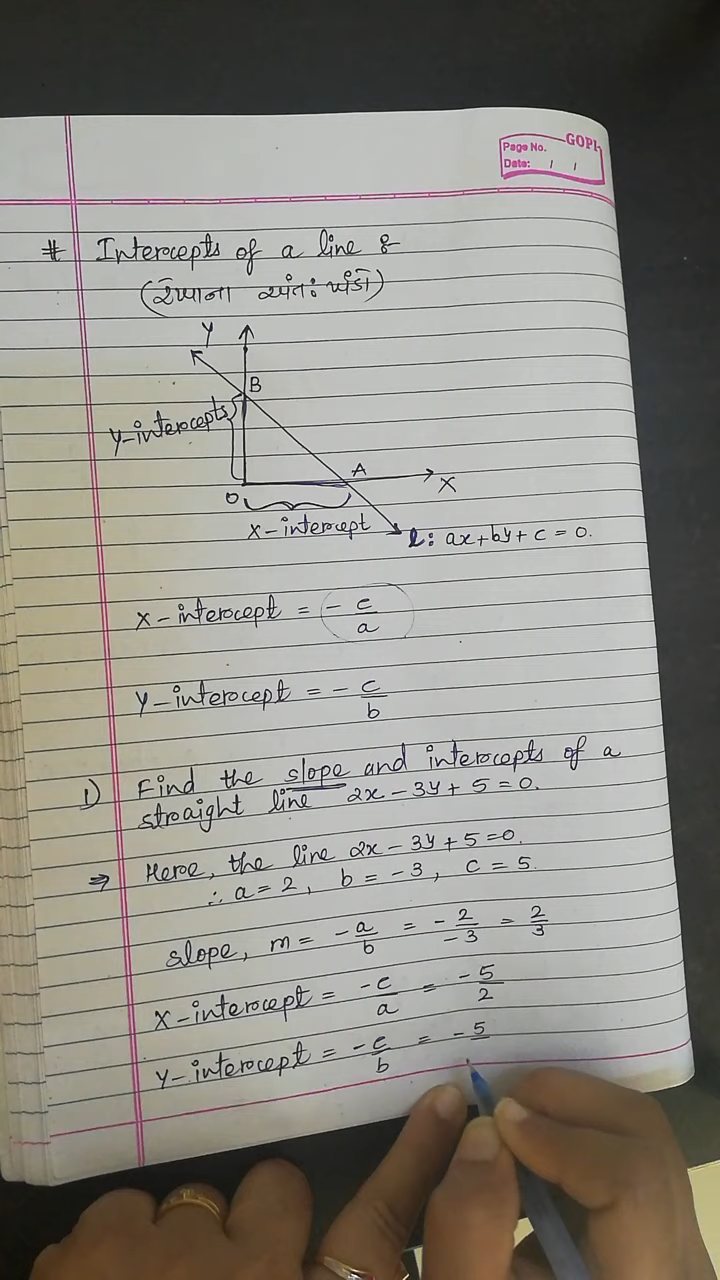 GOPI
Page No.
Date: / /
# Intercepts of a line :
(રેખાના અંત: ખંડો)
Y
B
Y-intercepts
A
X
O
X-intercept
l: ax+by+c=0.
X-intercept = -c/a
Y-intercept = -c/b
1) Find the slope and intercepts of a
straight line 2x-3y+5=0.
⇒ Here, the line 2x-3y+5=0.
∴ a=2, b=-3, c=5.
slope, m = -a/b = -2/-3 = 2/3
X-intercept = -c/a = -5/2
Y-intercept = -c/b = -5